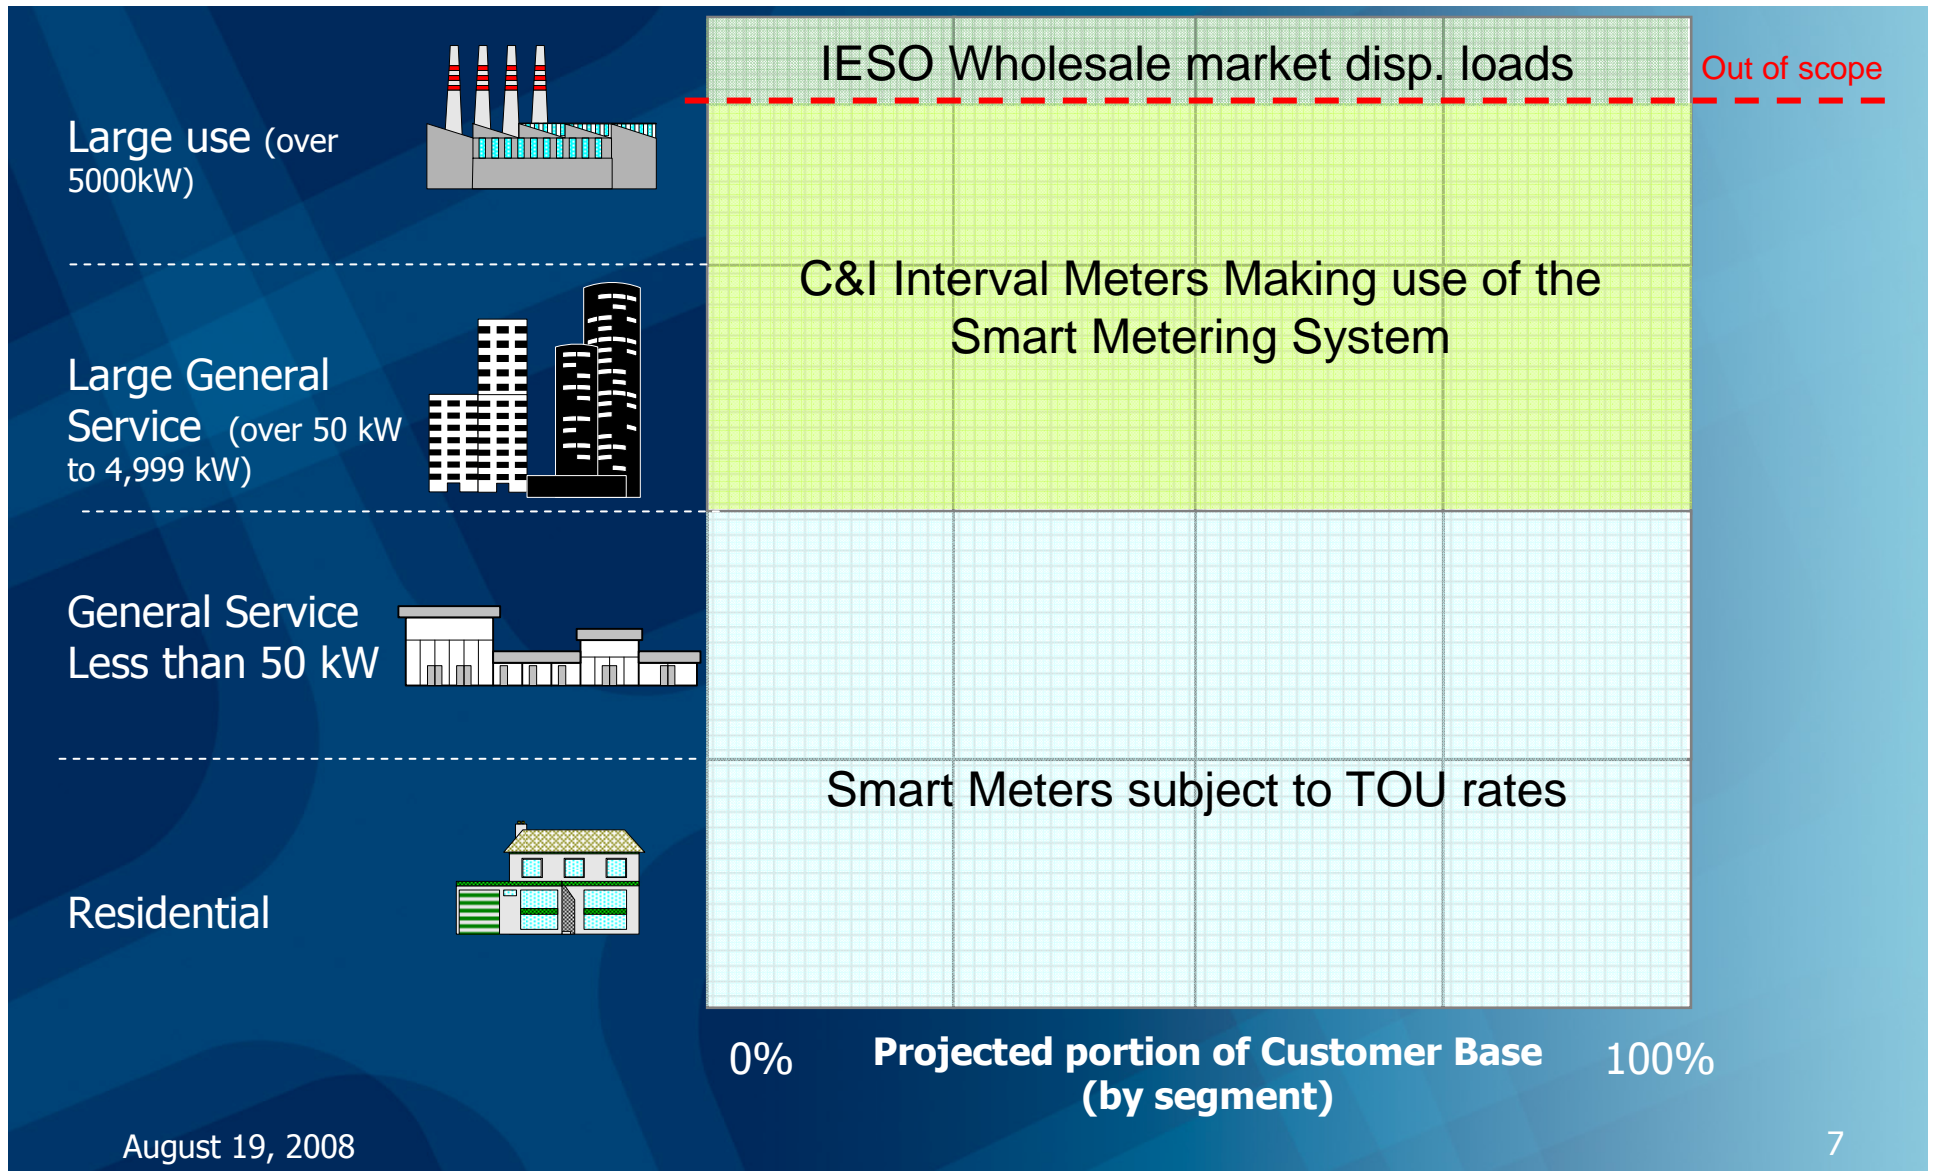 IESO Wholesale market disp. loads
Out of scope
Large use (over
5000kW)
C&I Interval Meters Making use of the
Smart Metering System
Large General
Service (over 50 kW
to 4,999 kW)
General Service
Less than 50 kW
Smart Meters subject to TOU rates
Residential
0%
Projected portion of Customer Base
(by segment)
100%
August 19, 2008
7